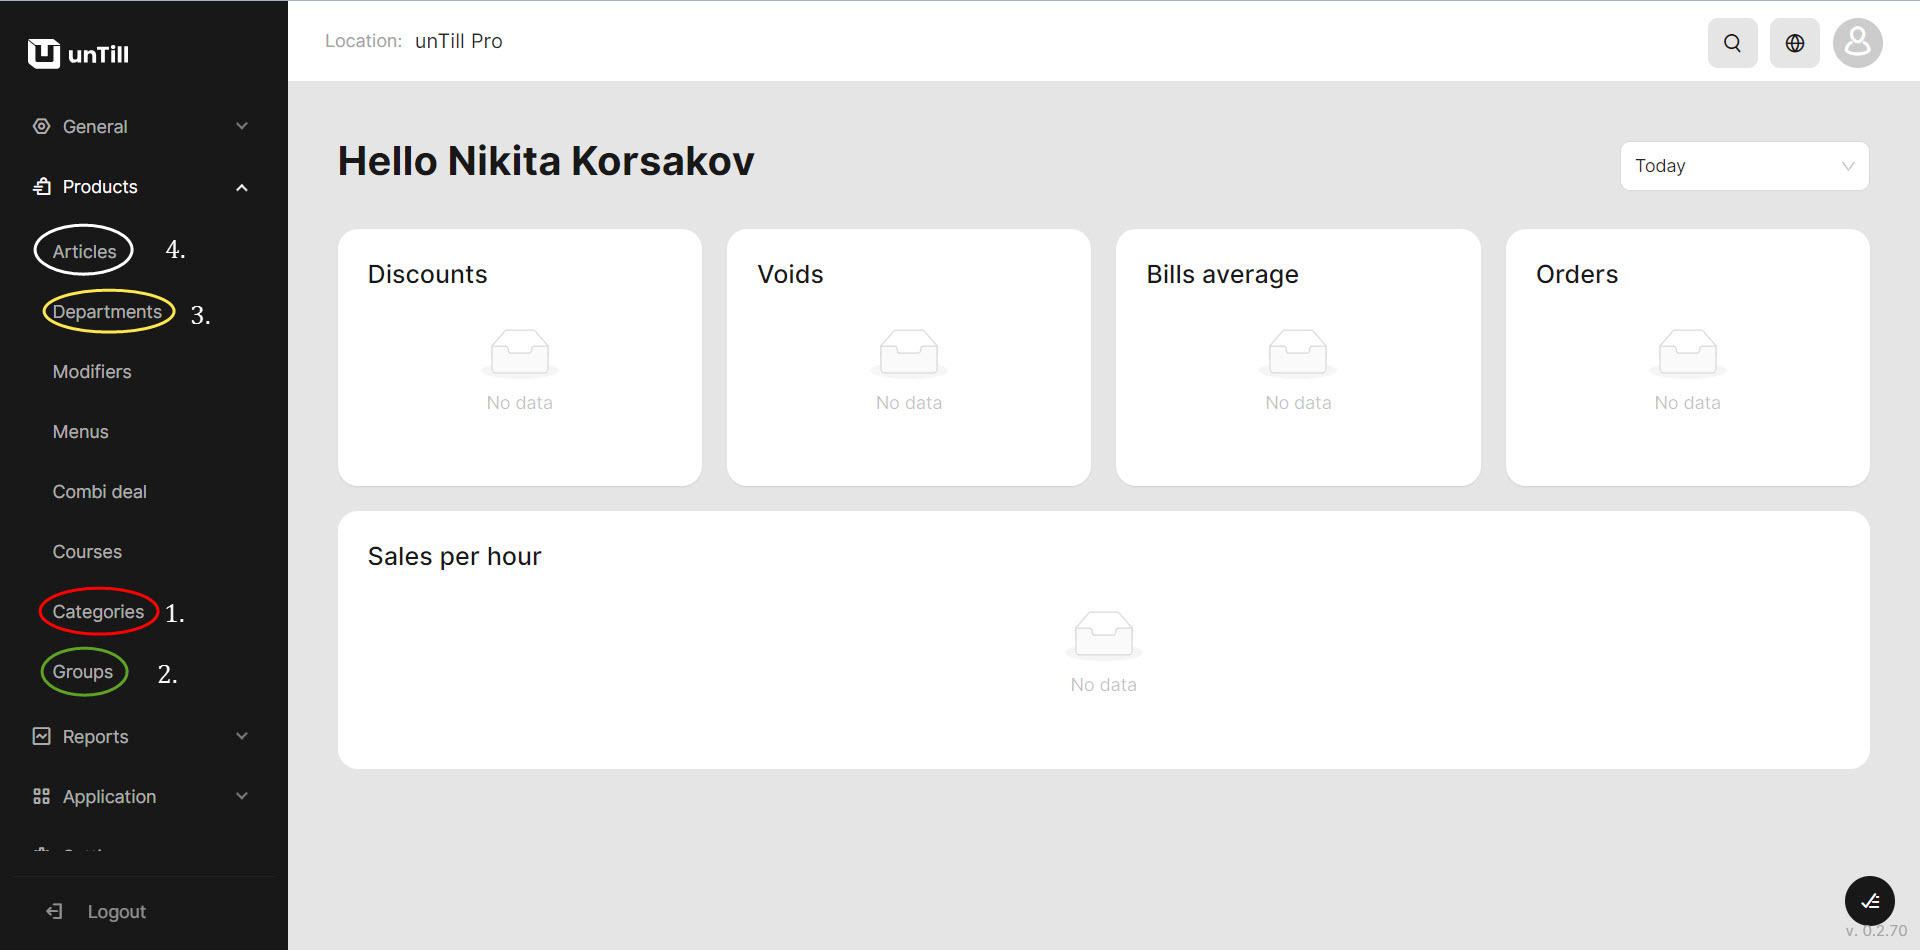 unTill
Location: unTill Pro
General
Products
Articles 4.
Departments 3.
Modifiers
Menus
Combi deal
Courses
Categories 1.
Groups 2.
Reports
Application
Logout
Hello Nikita Korsakov
Today
Discounts
No data
Voids
No data
Bills average
No data
Orders
No data
Sales per hour
No data
v. 0.2.70